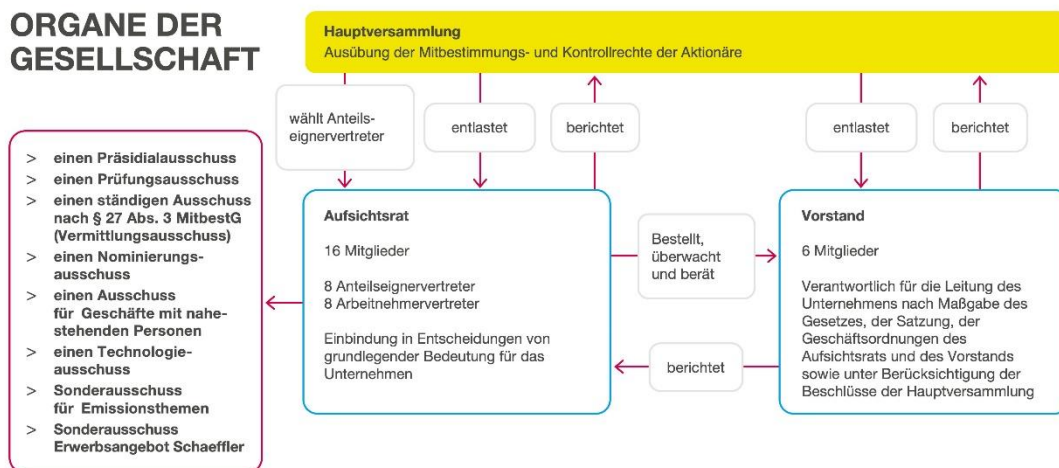 ORGANE DER
GESELLSCHAFT
Hauptversammlung
Ausübung der Mitbestimmungs- und Kontrollrechte der Aktionäre
wählt Anteils-
eignervertreter
entlastet
berichtet
entlastet
berichtet
> einen Präsidialausschuss
> einen Prüfungsausschuss
> einen ständigen Ausschuss
nach § 27 Abs. 3 MitbestG
(Vermittlungsausschuss)
> einen Nominierungs-
ausschuss
> einen Ausschuss
für Geschäfte mit nahe-
stehenden Personen
> einen Technologie-
ausschuss
> Sonderausschuss
für Emissionsthemen
> Sonderausschuss
Erwerbsangebot Schaeffler
Aufsichtsrat
16 Mitglieder
8 Anteilseignervertreter
8 Arbeitnehmervertreter
Einbindung in Entscheidungen von
grundlegender Bedeutung für das
Unternehmen
Bestellt,
überwacht
und berät
berichtet
Vorstand
6 Mitglieder
Verantwortlich für die Leitung des
Unternehmens nach Maßgabe des
Gesetzes, der Satzung, der
Geschäftsordnungen des
Aufsichtsrats und des Vorstands
sowie unter Berücksichtigung der
Beschlüsse der Hauptversammlung